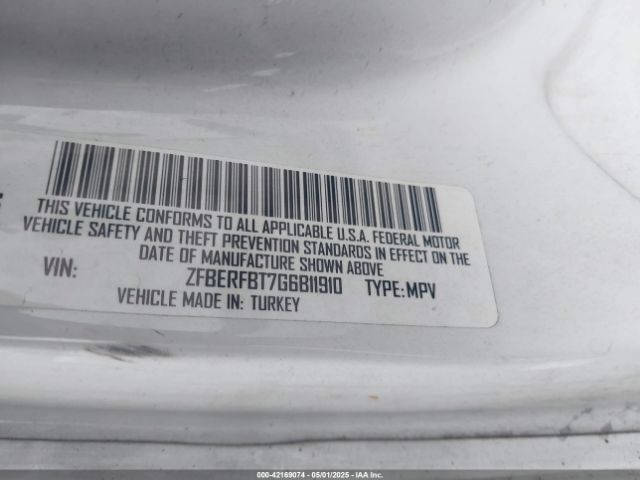 THIS VEHICLE CONFORMS TO ALL APPLICABLE U.S.A. FEDERAL MOTOR
VEHICLE SAFETY AND THEFT PREVENTION STANDARDS IN EFFECT ON THE
DATE OF MANUFACTURE SHOWN ABOVE
VIN: ZFBERFBT7G6B11910 TYPE:MPV
VEHICLE MADE IN: TURKEY
000-42169074 - 05/01/2025 - IAA Inc.